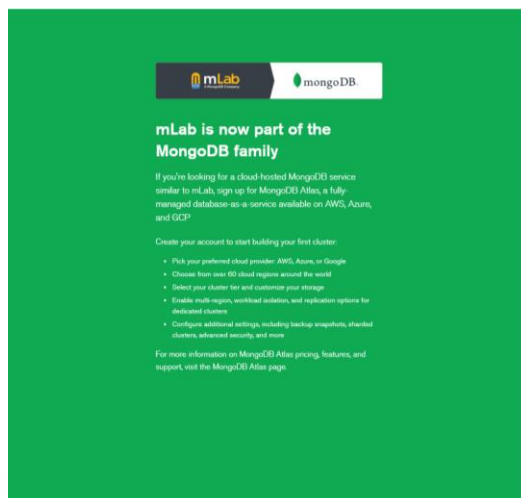 mLab
A MongoDB Company
mongoDB.
mLab is now part of the
MongoDB family
If you're looking for a cloud-hosted MongoDB service
similar to mLab, sign up for MongoDB Atlas, a fully-
managed database-as-a-service available on AWS, Azure,
and GCP
Create your account to start building your first cluster:
• Pick your preferred cloud provider: AWS, Azure, or Google
• Choose from over 60 cloud regions around the world
• Select your cluster tier and customize your storage
• Enable multi-region, workload isolation, and replication options for
dedicated clusters
• Configure additional settings, including backup snapshots, sharded
clusters, advanced security, and more
For more information on MongoDB Atlas pricing, features, and
support, visit the MongoDB Atlas page.